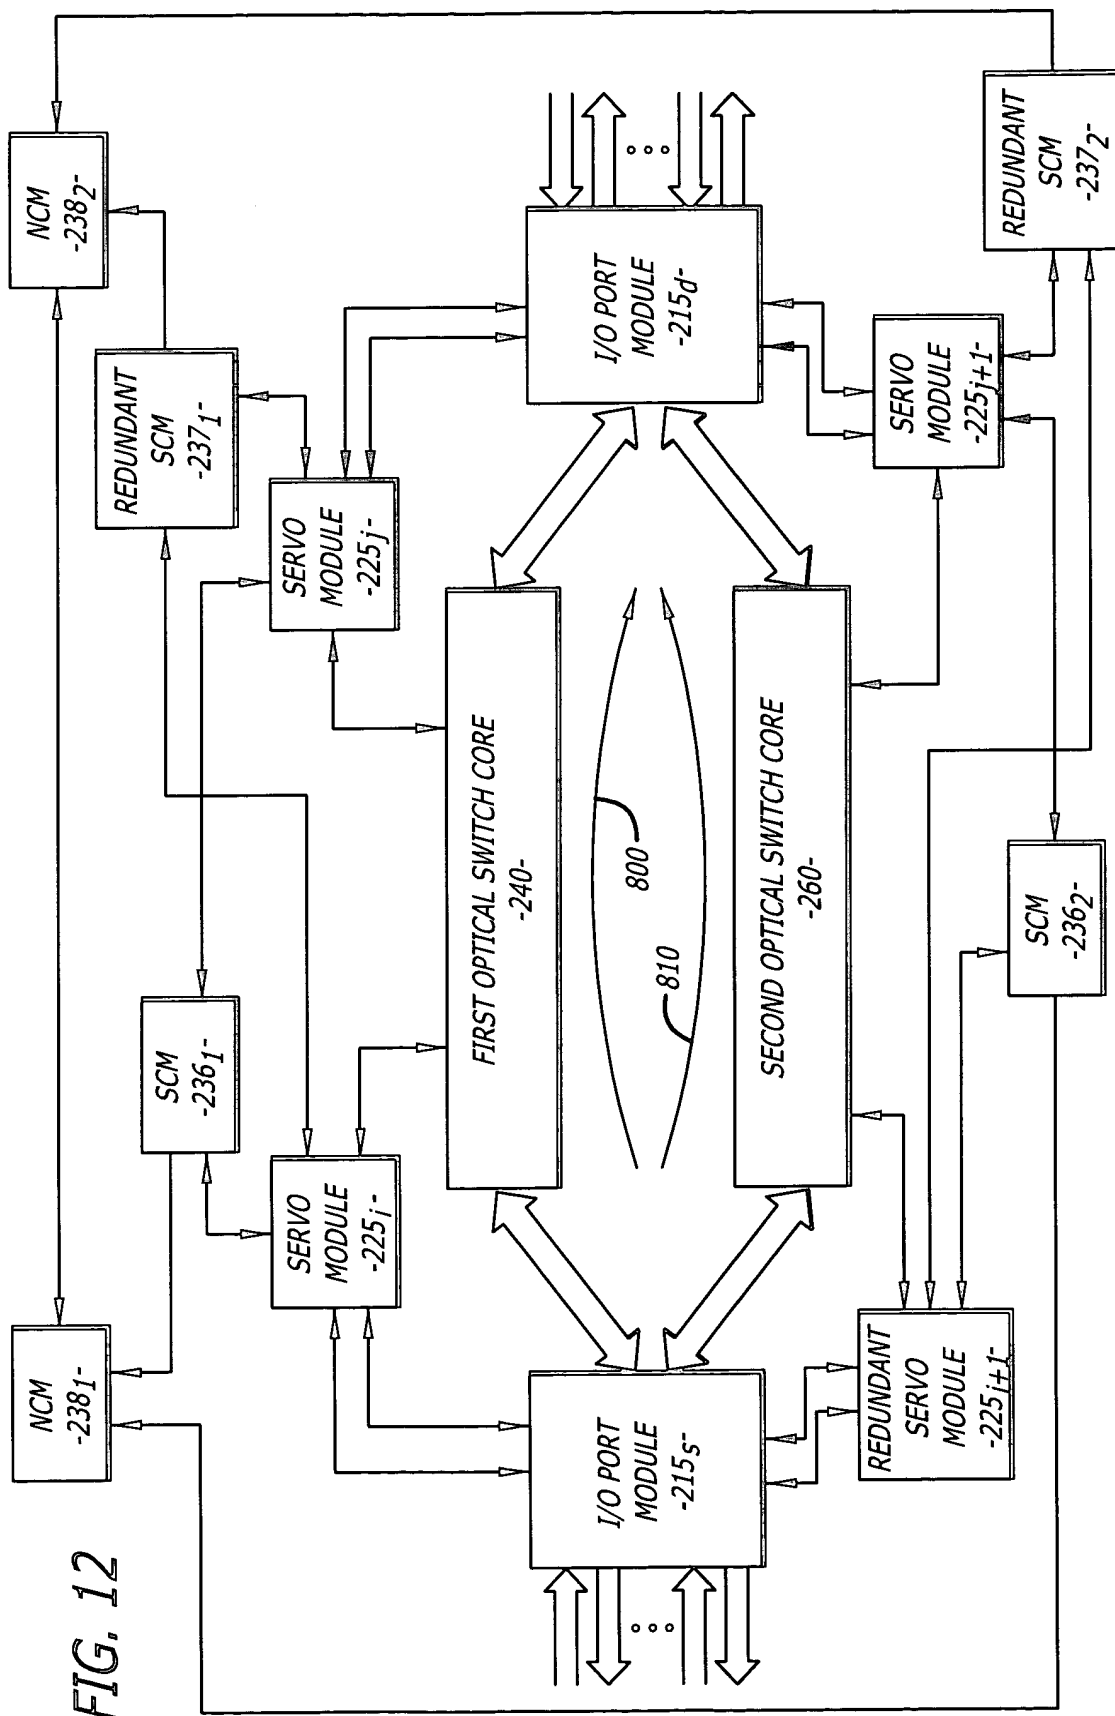 FIG. 12
NCM
-238₁-
NCM
-238₂-
SCM
-236₁-
REDUNDANT
SCM
-237₁-
SERVO
MODULE
-225ᵢ-
SERVO
MODULE
-225ⱼ-
I/O PORT
MODULE
-215ₛ-
FIRST OPTICAL SWITCH CORE
-240-
I/O PORT
MODULE
-215d-
800
810
SECOND OPTICAL SWITCH CORE
-260-
REDUNDANT
SERVO
MODULE
-225ᵢ₊₁-
SERVO
MODULE
-225ⱼ₊₁-
SCM
-236₂-
REDUNDANT
SCM
-237₂-